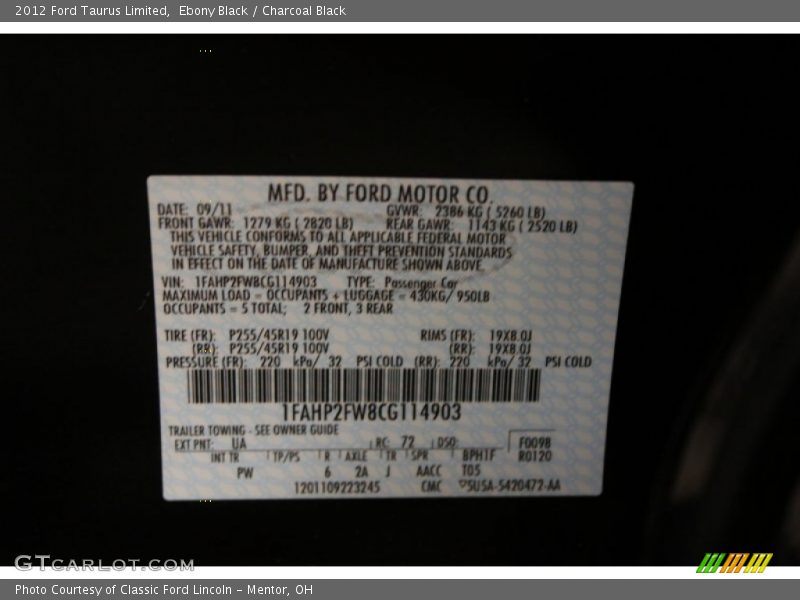 2012 Ford Taurus Limited,  Ebony Black / Charcoal Black
MFD. BY FORD MOTOR CO.
DATE: 09/11 GVWR: 2386 KG ( 5260 LB)
FRONT GAWR: 1279 KG ( 2820 LB) REAR GAWR: 1143 KG ( 2520 LB)
THIS VEHICLE CONFORMS TO ALL APPLICABLE FEDERAL MOTOR
VEHICLE SAFETY, BUMPER, AND THEFT PREVENTION STANDARDS
IN EFFECT ON THE DATE OF MANUFACTURE SHOWN ABOVE.
VIN: 1FAHP2FW8CG114903 TYPE: Passenger Car
MAXIMUM LOAD = OCCUPANTS + LUGGAGE = 430KG/ 950LB
OCCUPANTS = 5 TOTAL; 2 FRONT, 3 REAR
TIRE (FR): P255/45R19 100V RIMS (FR): 19X8.0J
(RR): P255/45R19 100V (RR): 19X8.0J
PRESSURE (FR): 220 kPa/ 32 PSI COLD (RR): 220 kPa/ 32 PSI COLD
1FAHP2FW8CG114903
TRAILER TOWING - SEE OWNER GUIDE
EXT PNT: UA RC: 72 DSO: F0098
INT TR TP/PS R AXLE TR SPR BPH1F R0120
PW 6 2A J AACC T05
1201109223245 CMC 5USA-5420472-AA
GTCARLOT.COM
Photo Courtesy of Classic Ford Lincoln – Mentor, OH